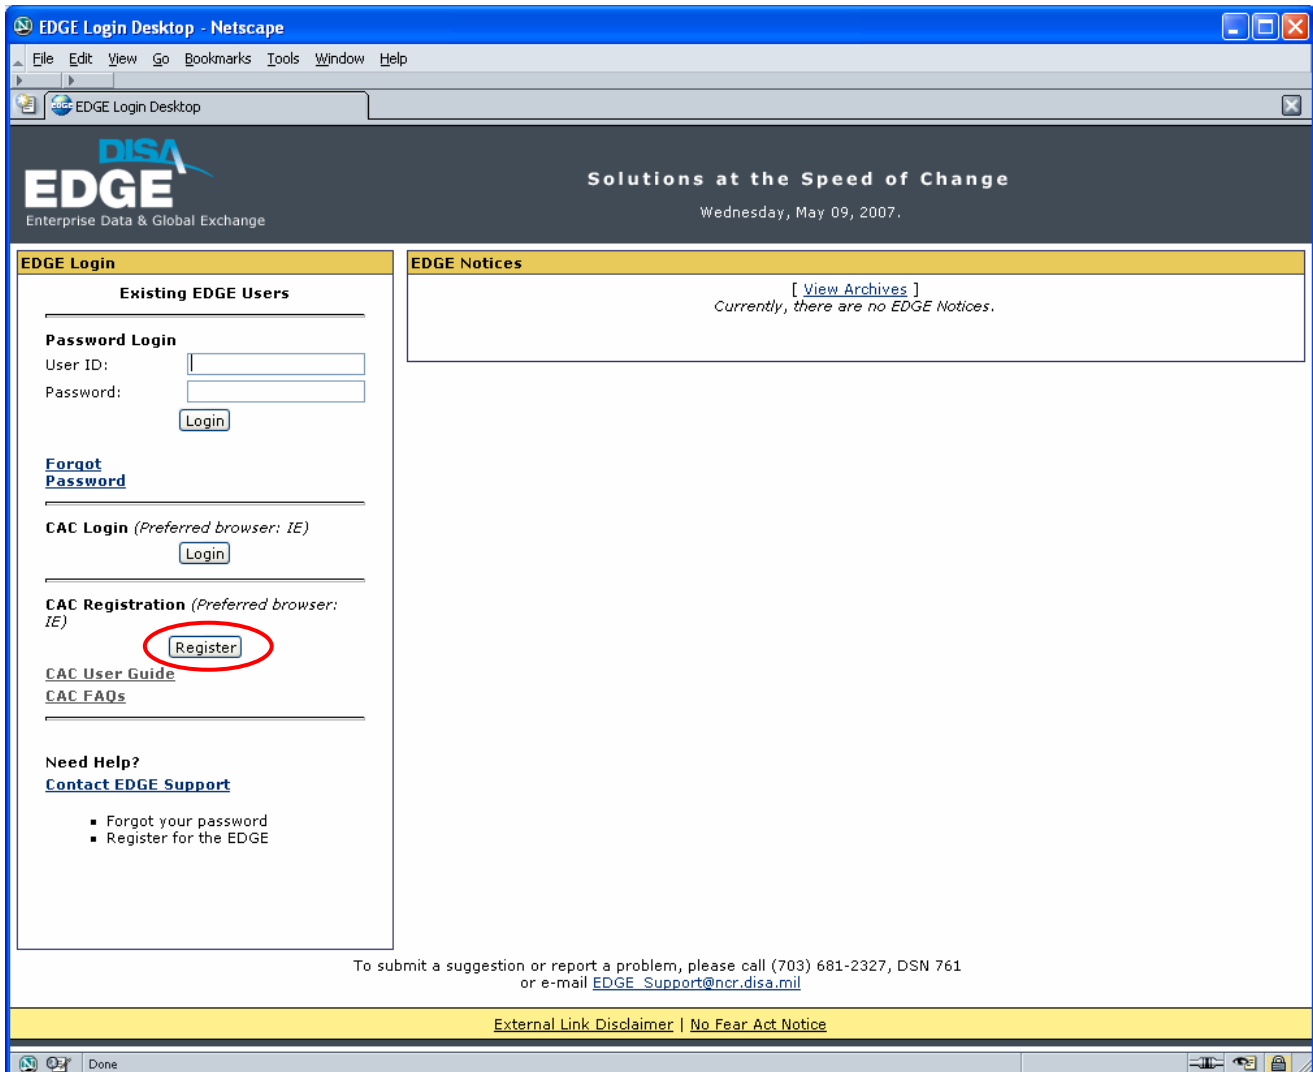 EDGE Login Desktop - Netscape
File Edit View Go Bookmarks Tools Window Help
EDGE Login Desktop
DISA
EDGE
Enterprise Data & Global Exchange
Solutions at the Speed of Change
Wednesday, May 09, 2007.
EDGE Login
Existing EDGE Users
Password Login
User ID:
Password:
Login
Forgot
Password
CAC Login (Preferred browser: IE)
Login
CAC Registration (Preferred browser:
IE)
Register
CAC User Guide
CAC FAQs
Need Help?
Contact EDGE Support
Forgot your password
Register for the EDGE
EDGE Notices
[ View Archives ]
Currently, there are no EDGE Notices.
To submit a suggestion or report a problem, please call (703) 681-2327, DSN 761
or e-mail EDGE_Support@ncr.disa.mil
External Link Disclaimer | No Fear Act Notice
Done